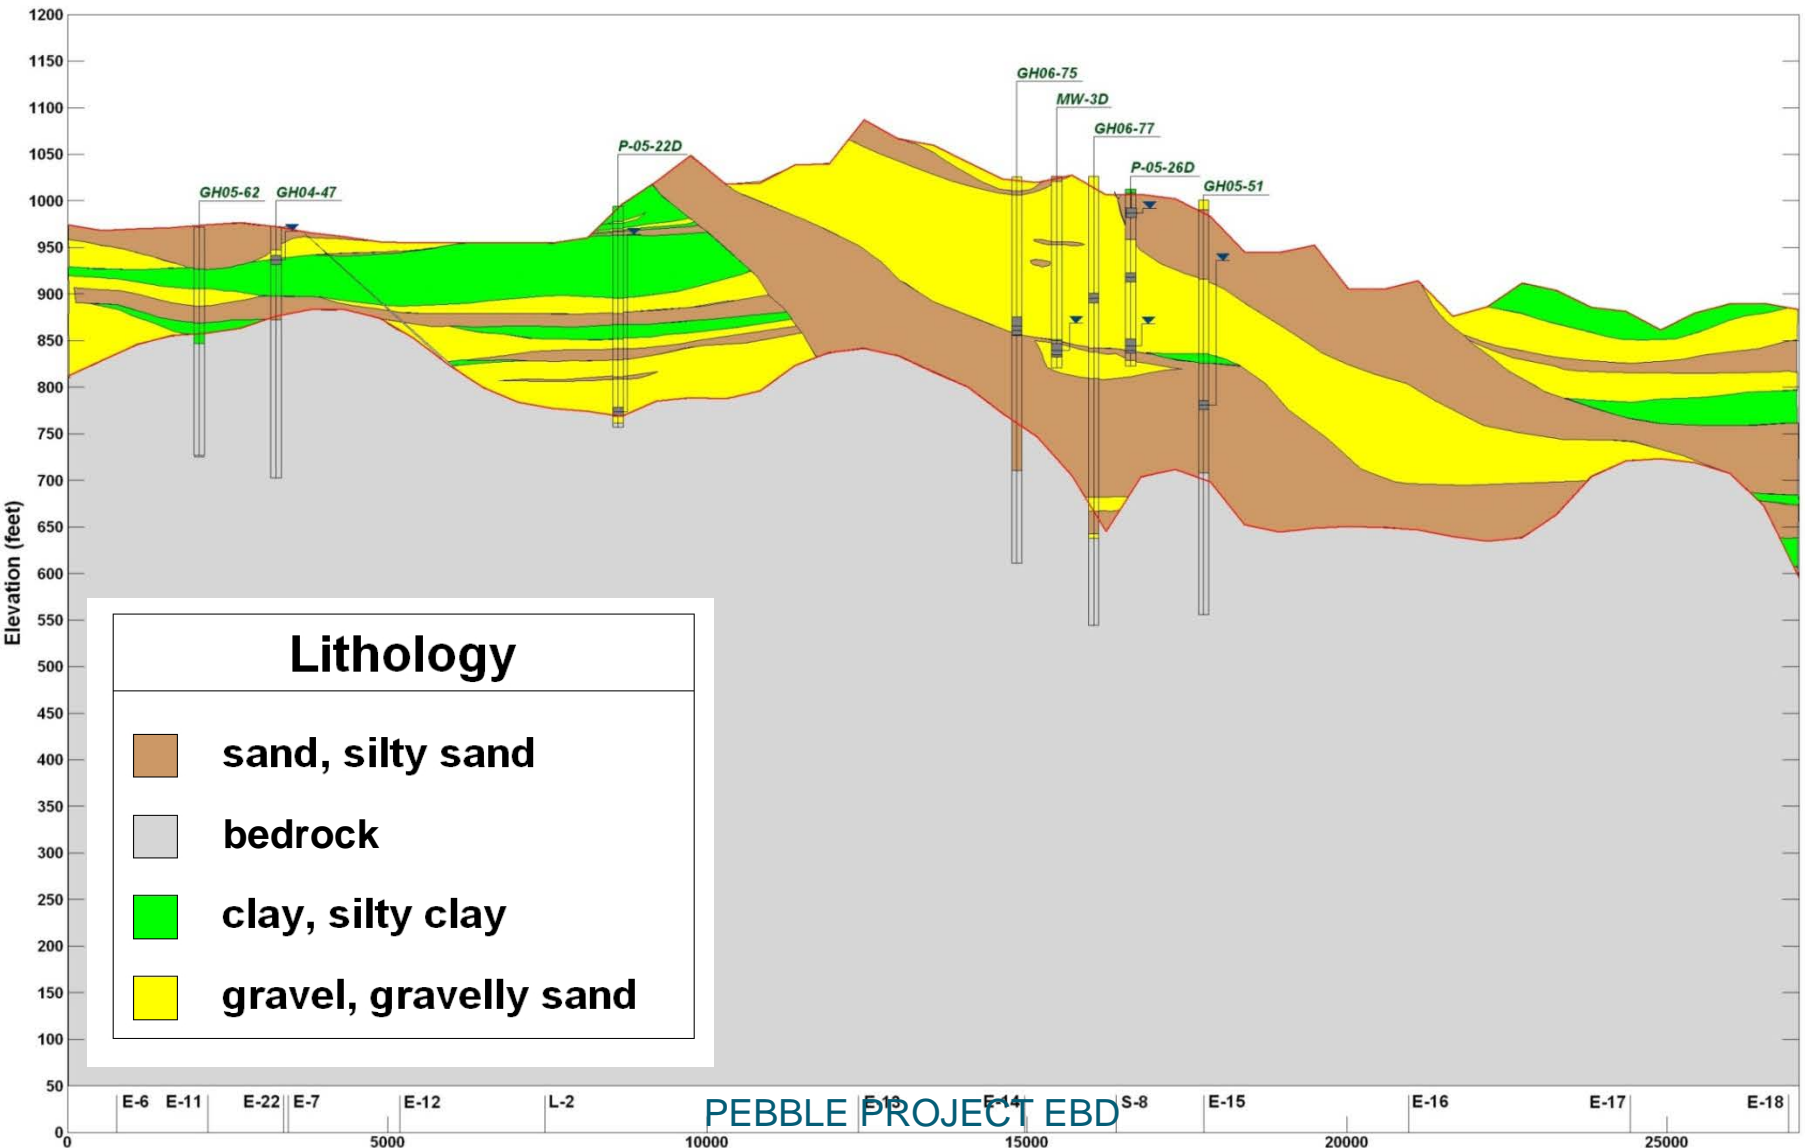 1200
1150
1100
1050
1000
950
900
850
800
750
700
650
600
550
500
450
400
350
300
250
200
150
100
50
0
Elevation (feet)
GH05-62
GH04-47
P-05-22D
GH06-75
MW-3D
GH06-77
P-05-26D
GH05-51
Lithology
sand, silty sand
bedrock
clay, silty clay
gravel, gravelly sand
E-6 E-11 E-22 E-7 E-12 L-2 E-13 E-14 S-8 E-15 E-16 E-17 E-18
PEBBLE PROJECT EBD
0 5000 10000 15000 20000 25000